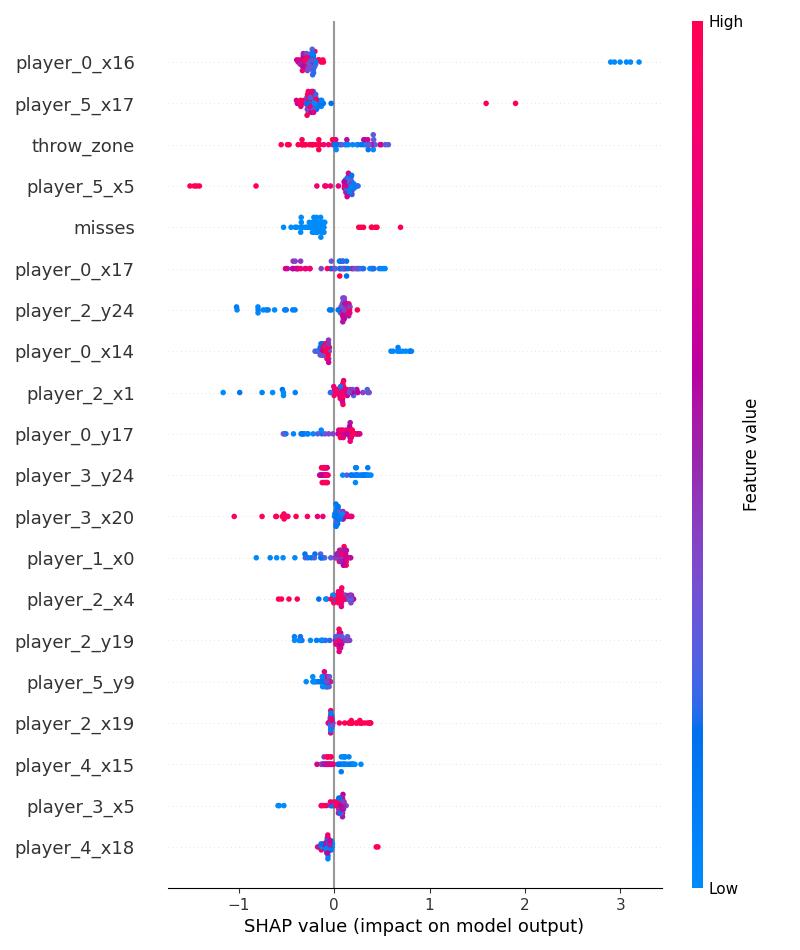 High
player_0_x16
player_5_x17
throw_zone
player_5_x5
misses
player_0_x17
player_2_y24
player_0_x14
player_2_x1
player_0_y17
player_3_y24
player_3_x20
player_1_x0
player_2_x4
player_2_y19
player_5_y9
player_2_x19
player_4_x15
player_3_x5
player_4_x18
Feature value
Low
−1 0 1 2 3
SHAP value (impact on model output)